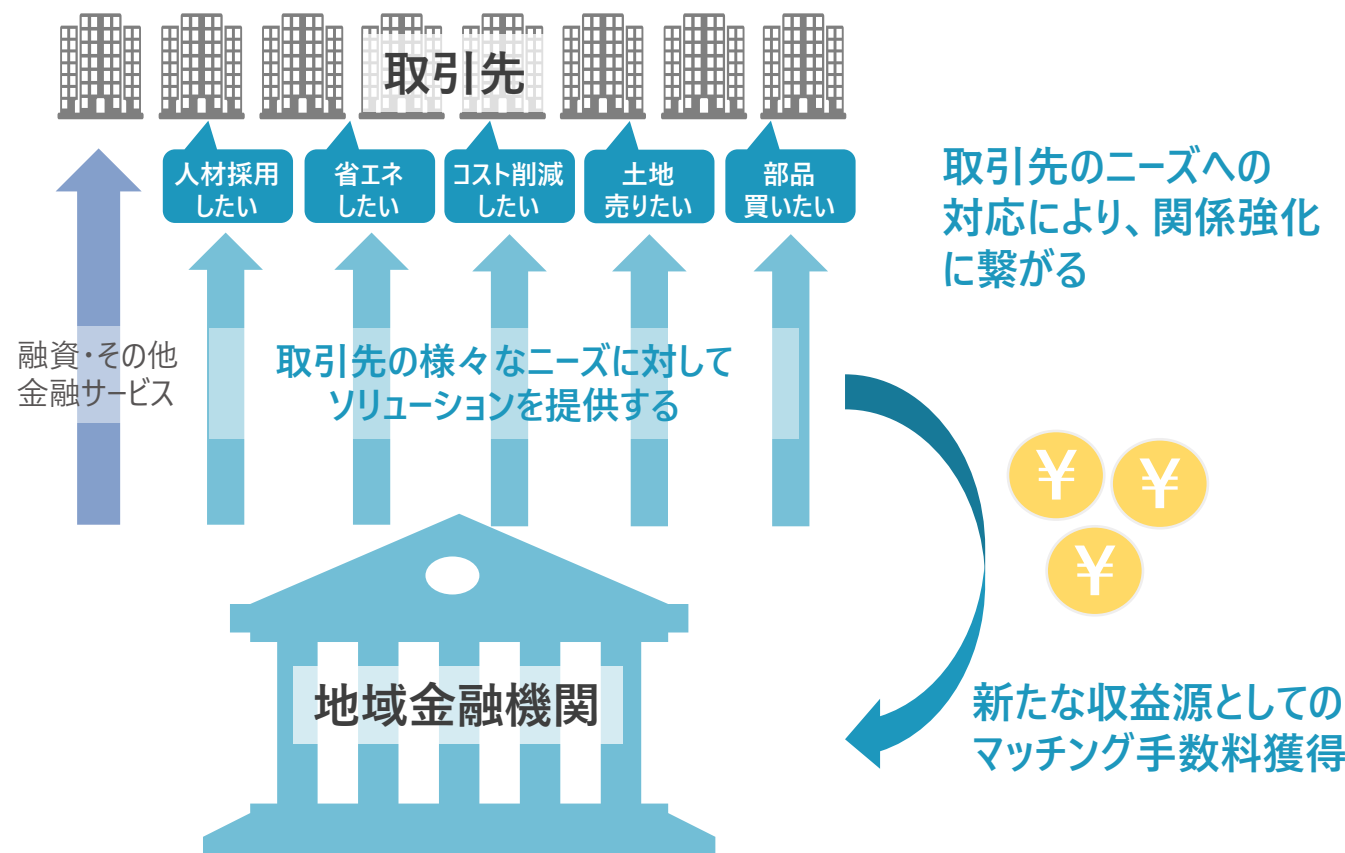 取引先
人材採用
したい
省エネ
したい
コスト削減
したい
土地
売りたい
部品
買いたい
取引先のニーズへの
対応により、関係強化
に繋がる
融資・その他
金融サービス
取引先の様々なニーズに対して
ソリューションを提供する
¥
¥
¥
地域金融機関
新たな収益源としての
マッチング手数料獲得